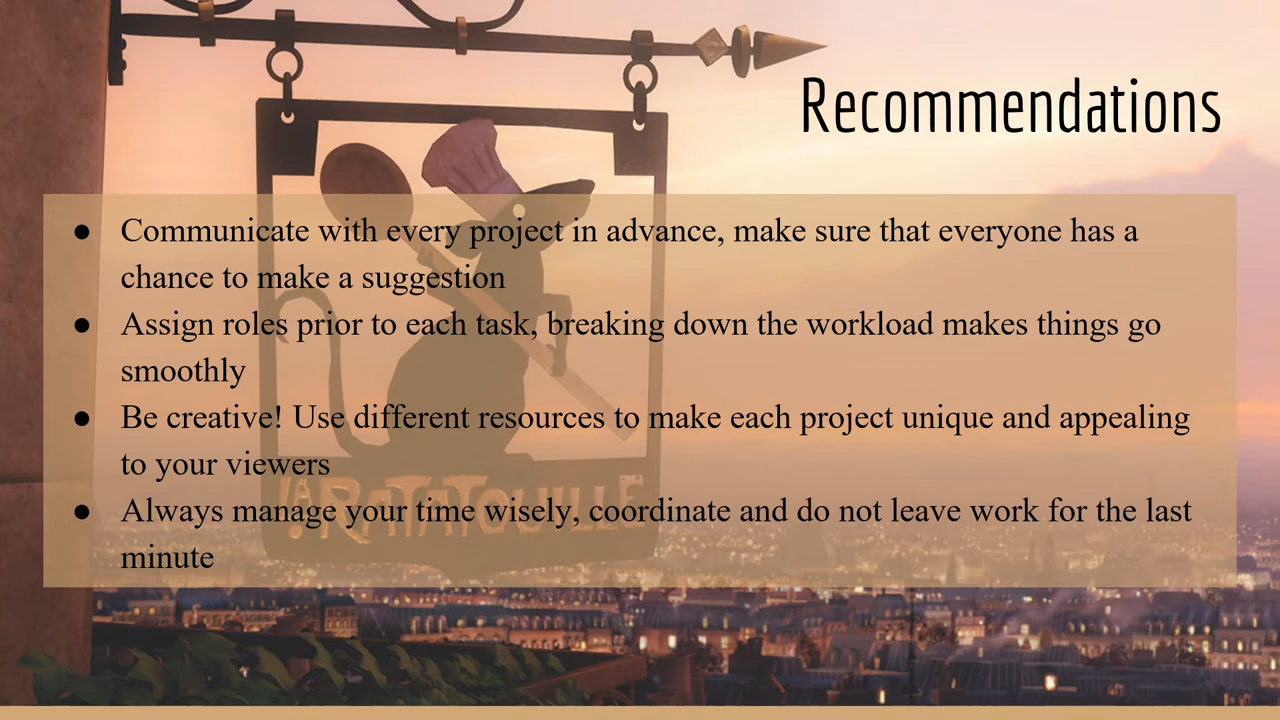 Recommendations
● Communicate with every project in advance, make sure that everyone has a
chance to make a suggestion
● Assign roles prior to each task, breaking down the workload makes things go
smoothly
● Be creative! Use different resources to make each project unique and appealing
to your viewers
● Always manage your time wisely, coordinate and do not leave work for the last
minute
LA RATATOUILLE